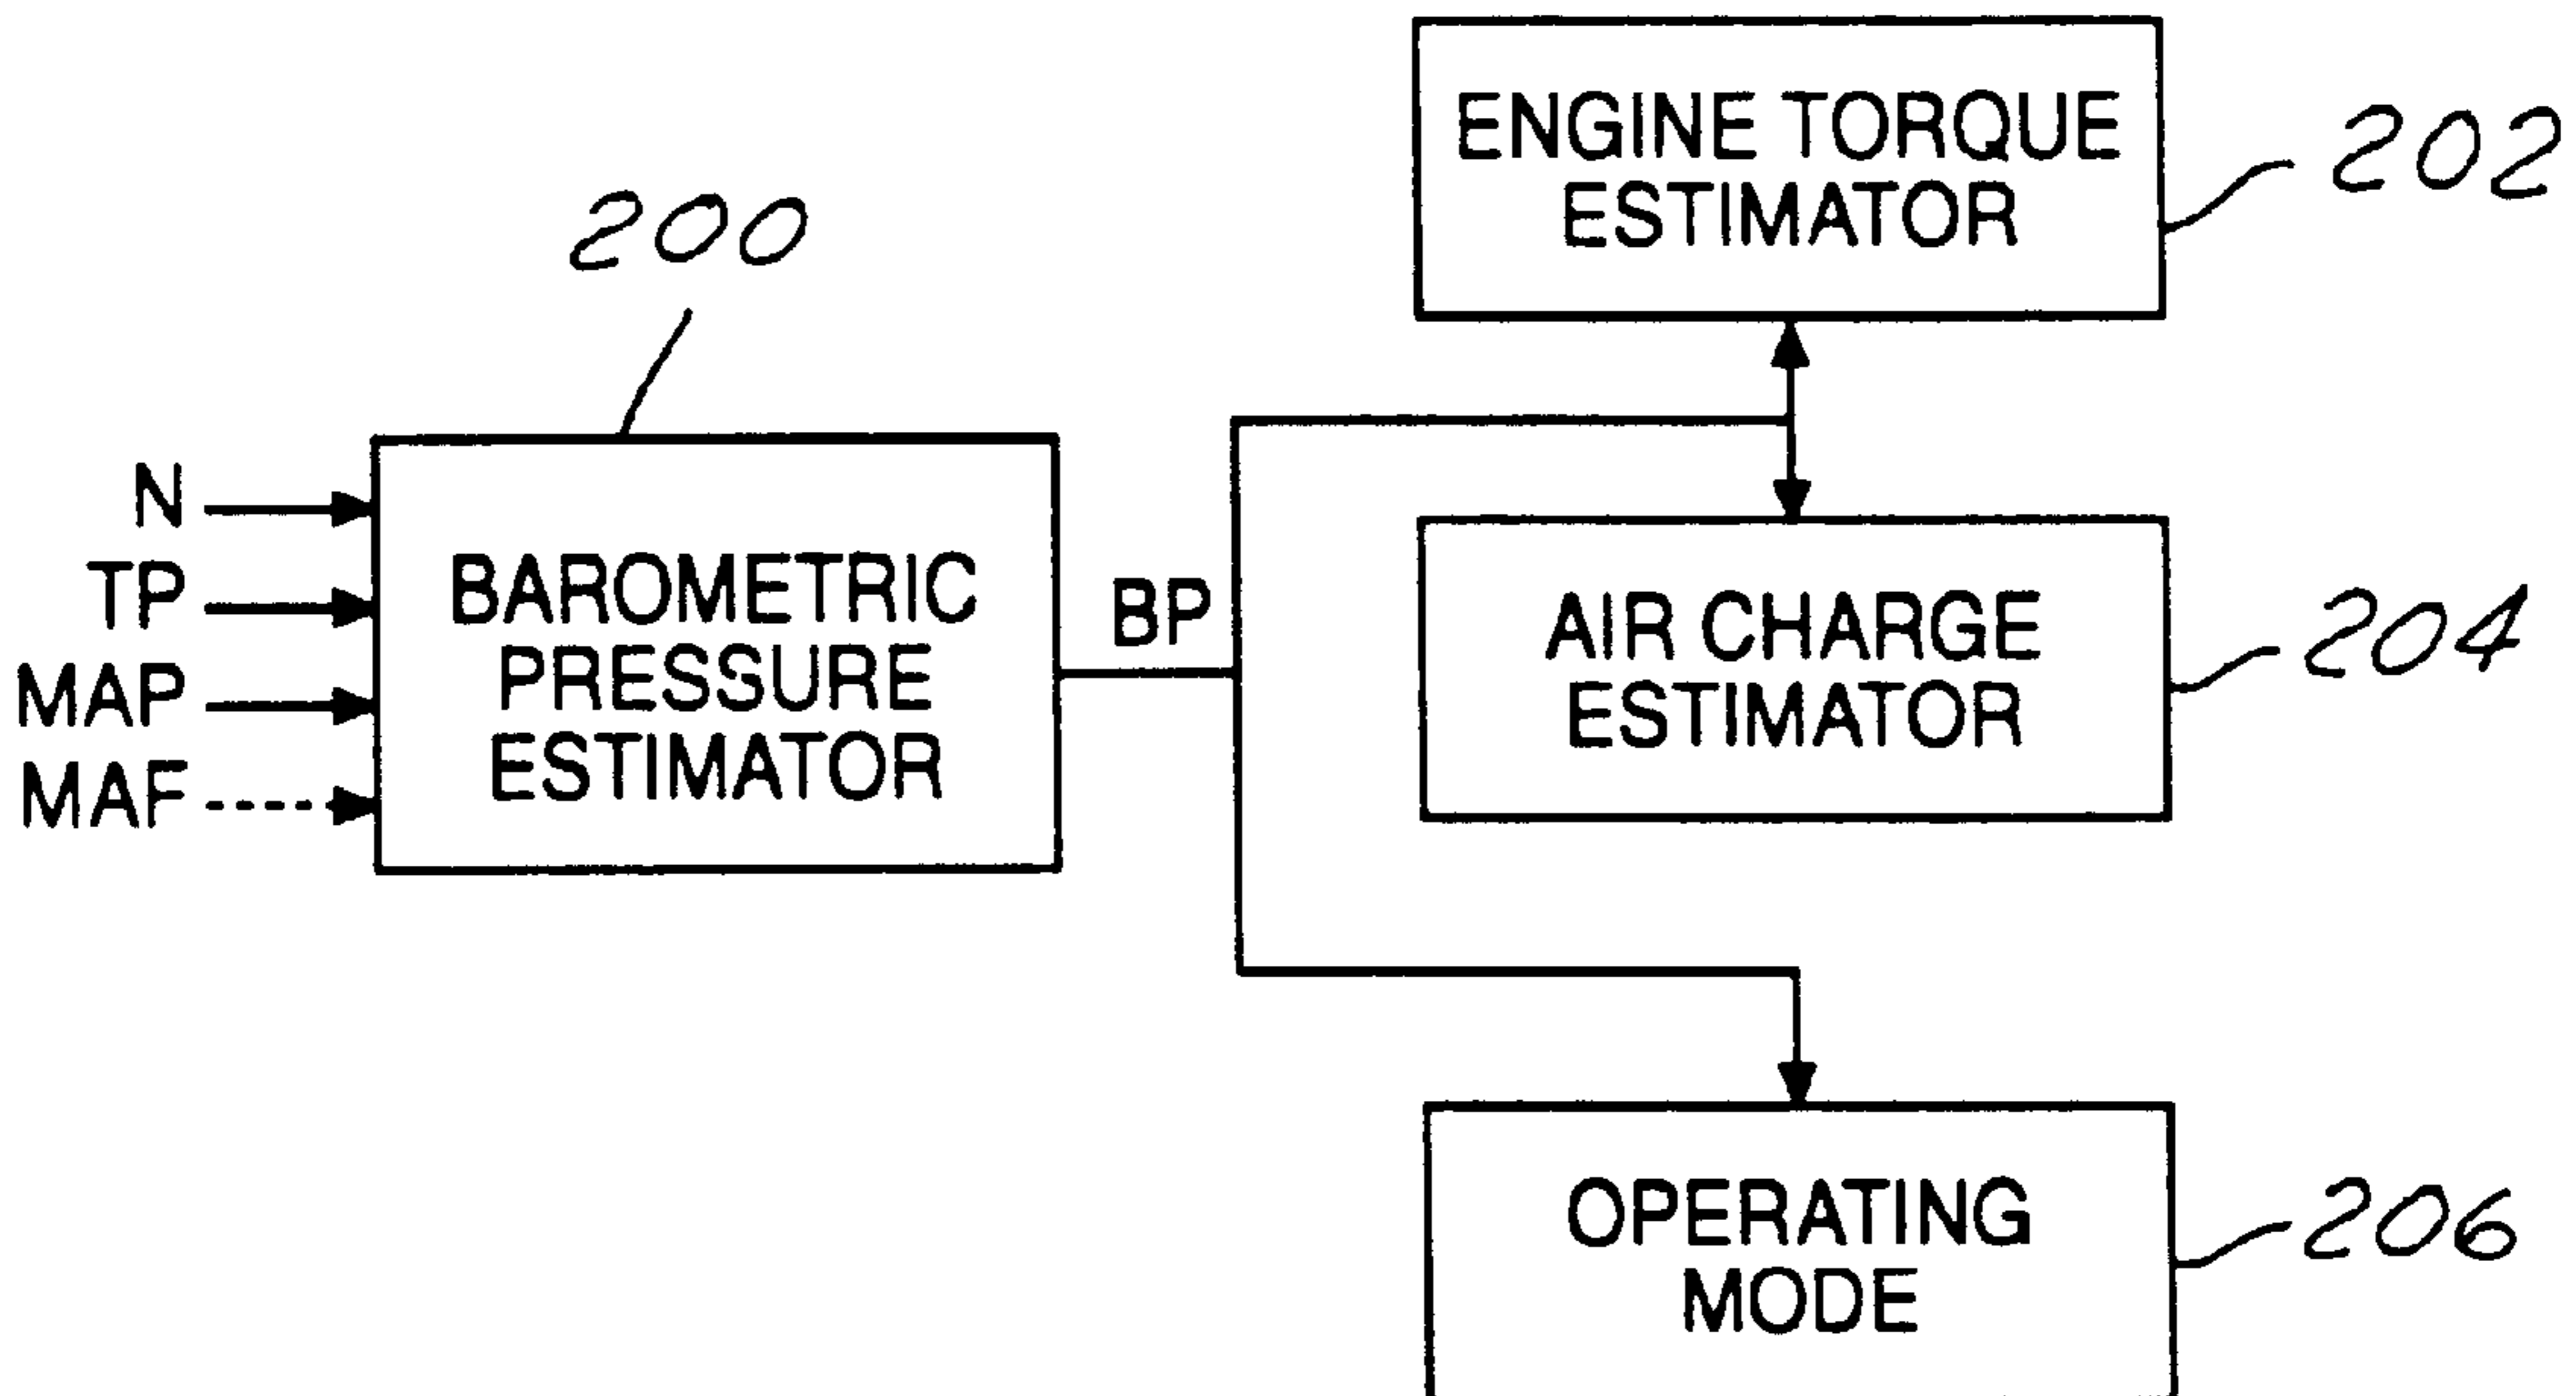 200
N
TP
MAP
MAF
BAROMETRIC
PRESSURE
ESTIMATOR
BP
ENGINE TORQUE
ESTIMATOR
202
AIR CHARGE
ESTIMATOR
204
OPERATING
MODE
206